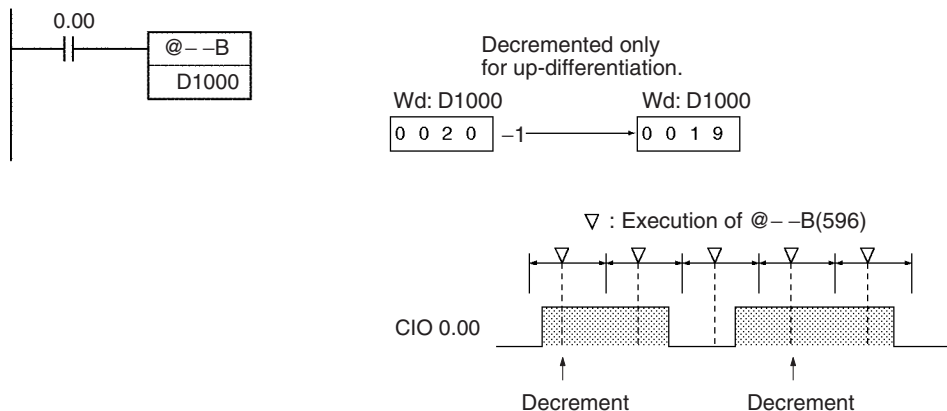 0.00
@– –B
D1000
Decremented only
for up-differentiation.
Wd: D1000 Wd: D1000
0 0 2 0 –1 0 0 1 9
▽ : Execution of @– –B(596)
CIO 0.00
Decrement Decrement